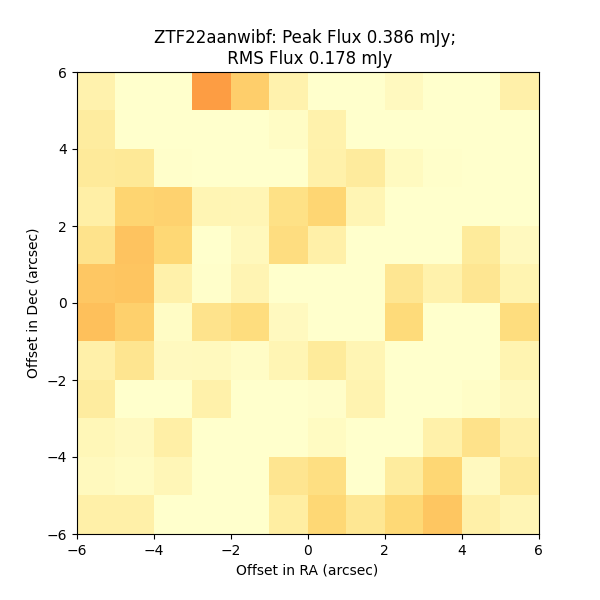 ZTF22aanwibf: Peak Flux 0.386 mJy;
RMS Flux 0.178 mJy
6
4
2
0
−2
−4
−6
Offset in Dec (arcsec)
−6 −4 −2 0 2 4 6
Offset in RA (arcsec)